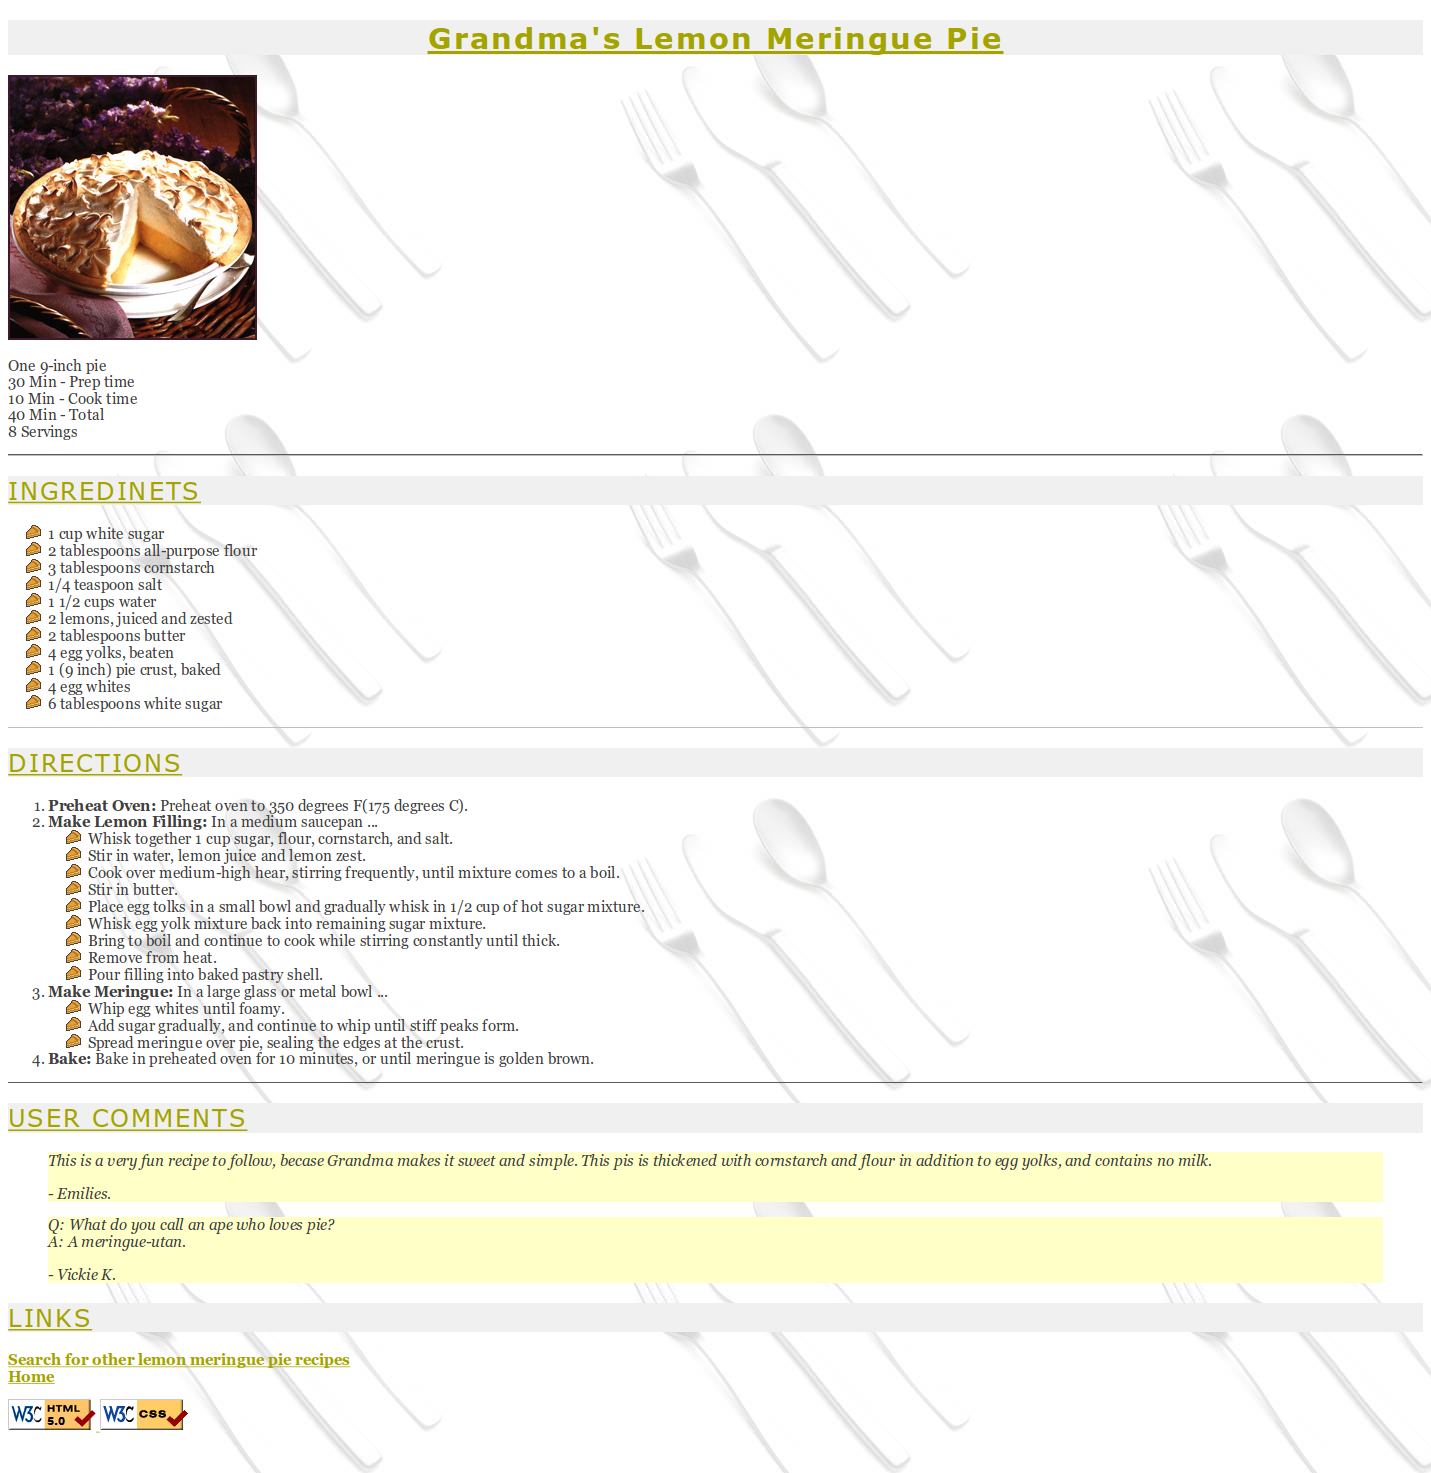 Grandma's Lemon Meringue Pie
One 9-inch pie
30 Min - Prep time
10 Min - Cook time
40 Min - Total
8 Servings
INGREDINETS
1 cup white sugar
2 tablespoons all-purpose flour
3 tablespoons cornstarch
1/4 teaspoon salt
1 1/2 cups water
2 lemons, juiced and zested
2 tablespoons butter
4 egg yolks, beaten
1 (9 inch) pie crust, baked
4 egg whites
6 tablespoons white sugar
DIRECTIONS
1. Preheat Oven: Preheat oven to 350 degrees F(175 degrees C).
2. Make Lemon Filling: In a medium saucepan ...
Whisk together 1 cup sugar, flour, cornstarch, and salt.
Stir in water, lemon juice and lemon zest.
Cook over medium-high hear, stirring frequently, until mixture comes to a boil.
Stir in butter.
Place egg tolks in a small bowl and gradually whisk in 1/2 cup of hot sugar mixture.
Whisk egg yolk mixture back into remaining sugar mixture.
Bring to boil and continue to cook while stirring constantly until thick.
Remove from heat.
Pour filling into baked pastry shell.
3. Make Meringue: In a large glass or metal bowl ...
Whip egg whites until foamy.
Add sugar gradually, and continue to whip until stiff peaks form.
Spread meringue over pie, sealing the edges at the crust.
4. Bake: Bake in preheated oven for 10 minutes, or until meringue is golden brown.
USER COMMENTS
This is a very fun recipe to follow, becase Grandma makes it sweet and simple. This pis is thickened with cornstarch and flour in addition to egg yolks, and contains no milk.
- Emilies.
Q: What do you call an ape who loves pie?
A: A meringue-utan.
- Vickie K.
LINKS
Search for other lemon meringue pie recipes
Home
W3C HTML 5.0 W3C CSS